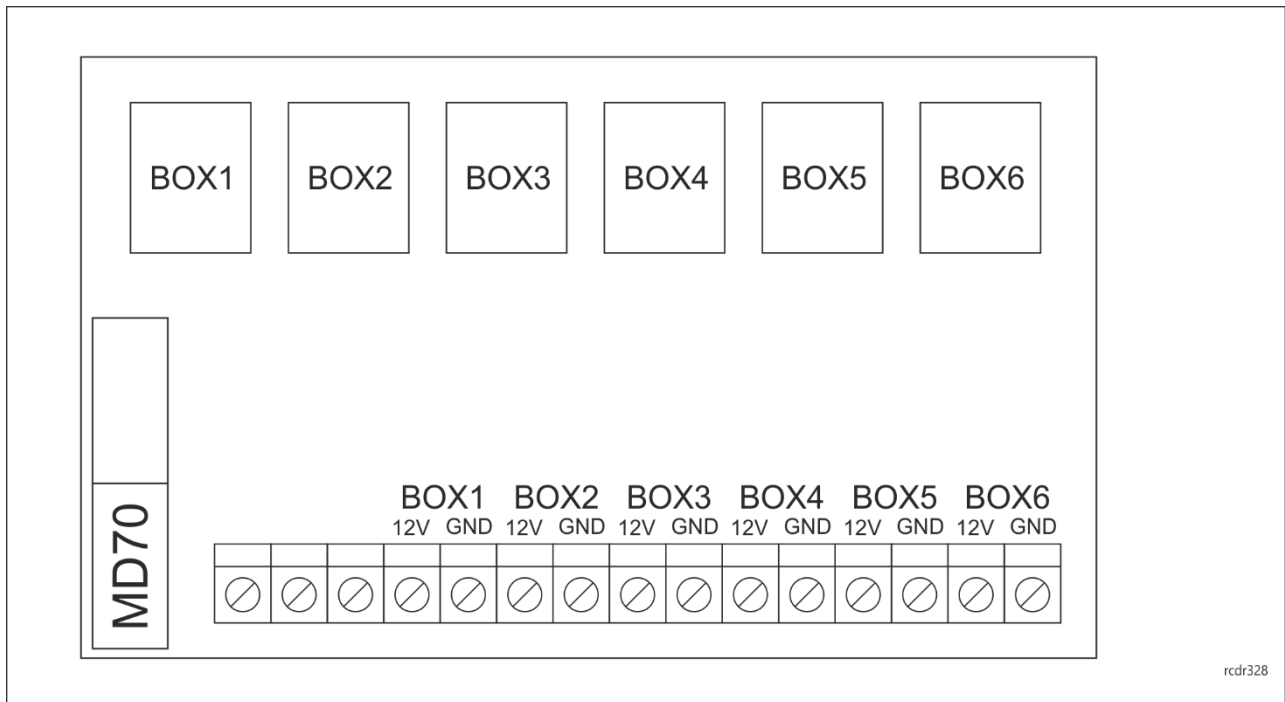 BOX1 BOX2 BOX3 BOX4 BOX5 BOX6
MD70
BOX1 BOX2 BOX3 BOX4 BOX5 BOX6
12V GND 12V GND 12V GND 12V GND 12V GND 12V GND
rcdr328